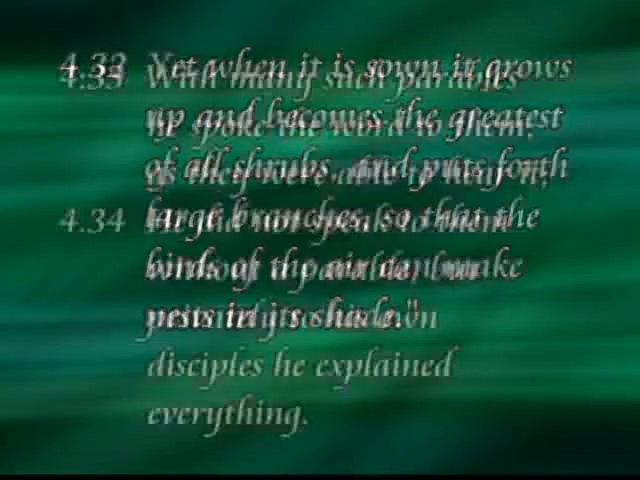 4.32 Yet when it is sown it grows
up and becomes the greatest
of all shrubs, and puts forth
large branches, so that the
birds of the air can make
nests in its shade."
4.33 With many such parables
he spoke the word to them,
as they were able to hear it;
4.34 He did not speak to them
without a parable, but
privately to his own
disciples he explained
everything.